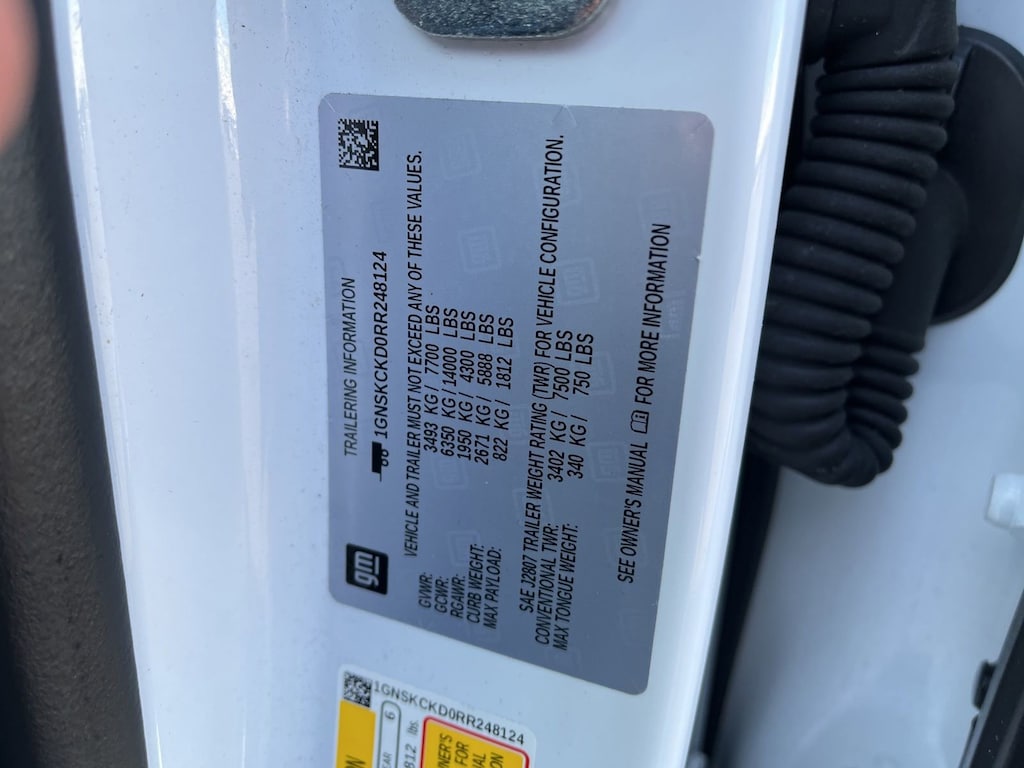 TRAILERING INFORMATION
gm
1GNSKCKD0RR248124
VEHICLE AND TRAILER MUST NOT EXCEED ANY OF THESE VALUES.
GVWR: 3493 KG / 7700 LBS
GCWR: 6350 KG / 14000 LBS
RGAWR: 1950 KG / 4300 LBS
CURB WEIGHT: 2671 KG / 5888 LBS
MAX PAYLOAD: 822 KG / 1812 LBS
SAE J2807 TRAILER WEIGHT RATING (TWR) FOR VEHICLE CONFIGURATION.
CONVENTIONAL TWR: 3402 KG / 7500 LBS
MAX TONGUE WEIGHT: 340 KG / 750 LBS
SEE OWNER'S MANUAL FOR MORE INFORMATION
1GNSKCKD0RR248124
6
lbs.
FOR